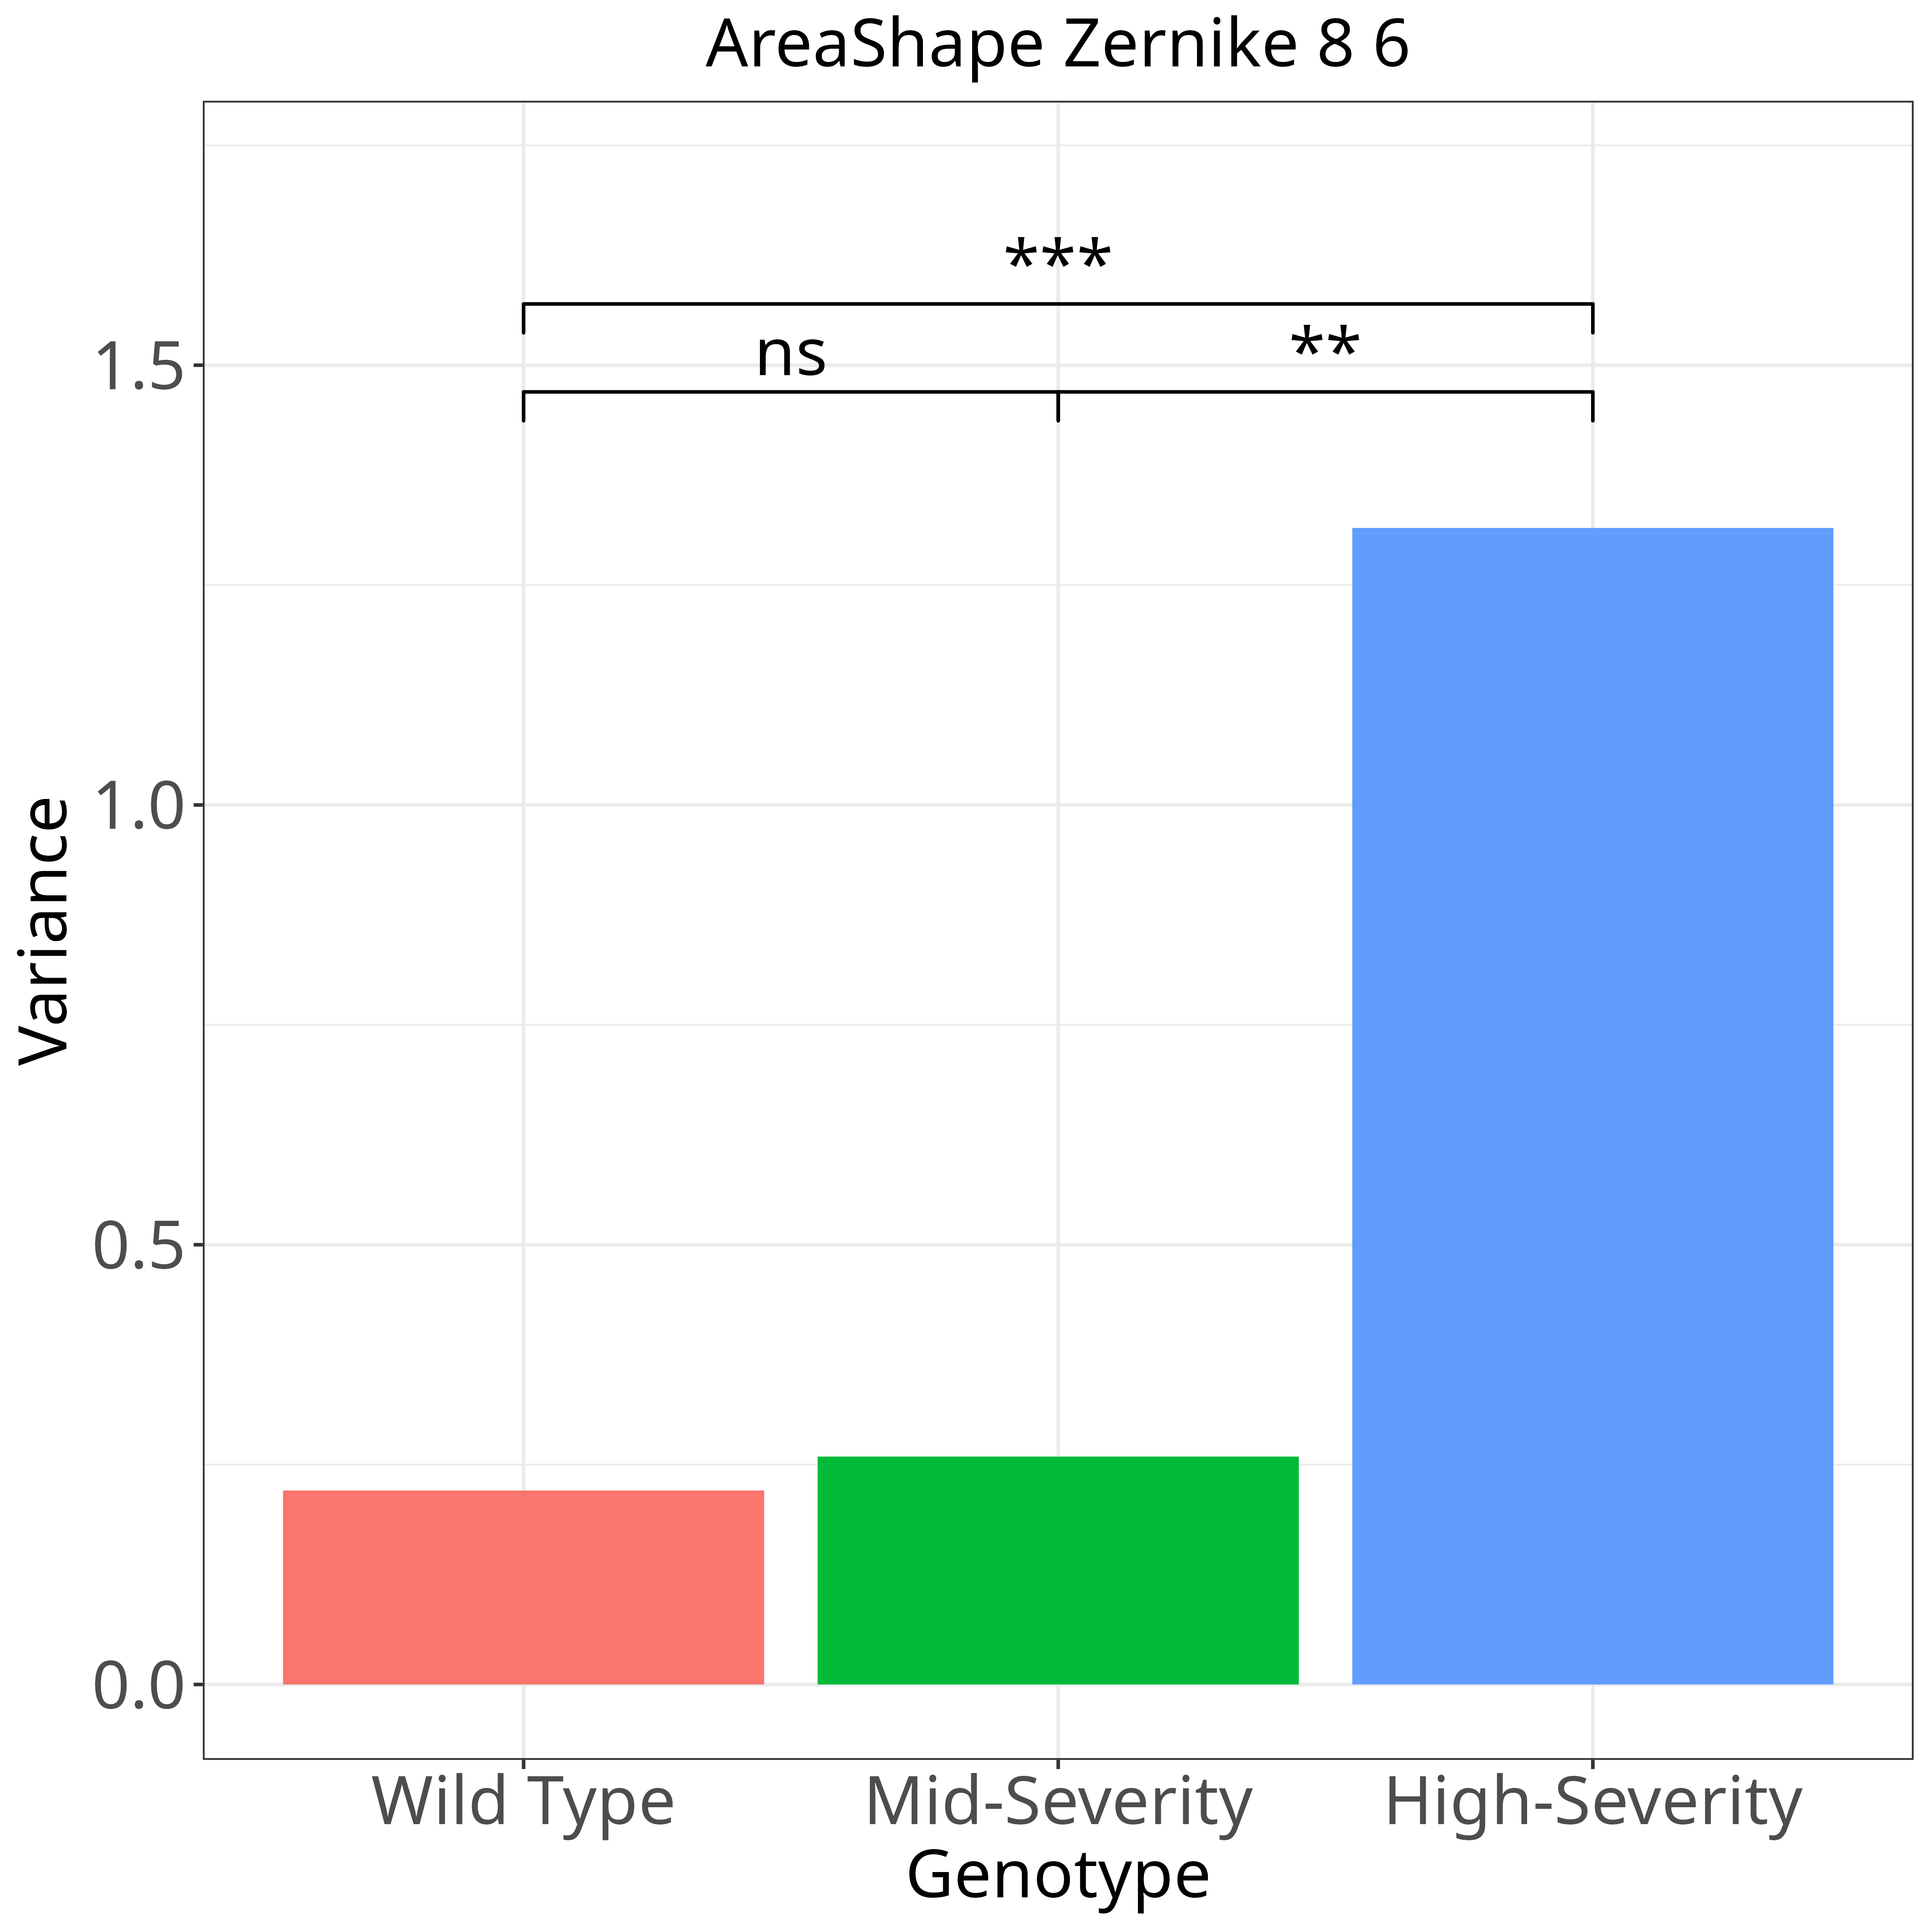 AreaShape Zernike 8 6
***
ns
**
1.5
1.0
0.5
0.0
Variance
Wild Type
Mid-Severity
High-Severity
Genotype